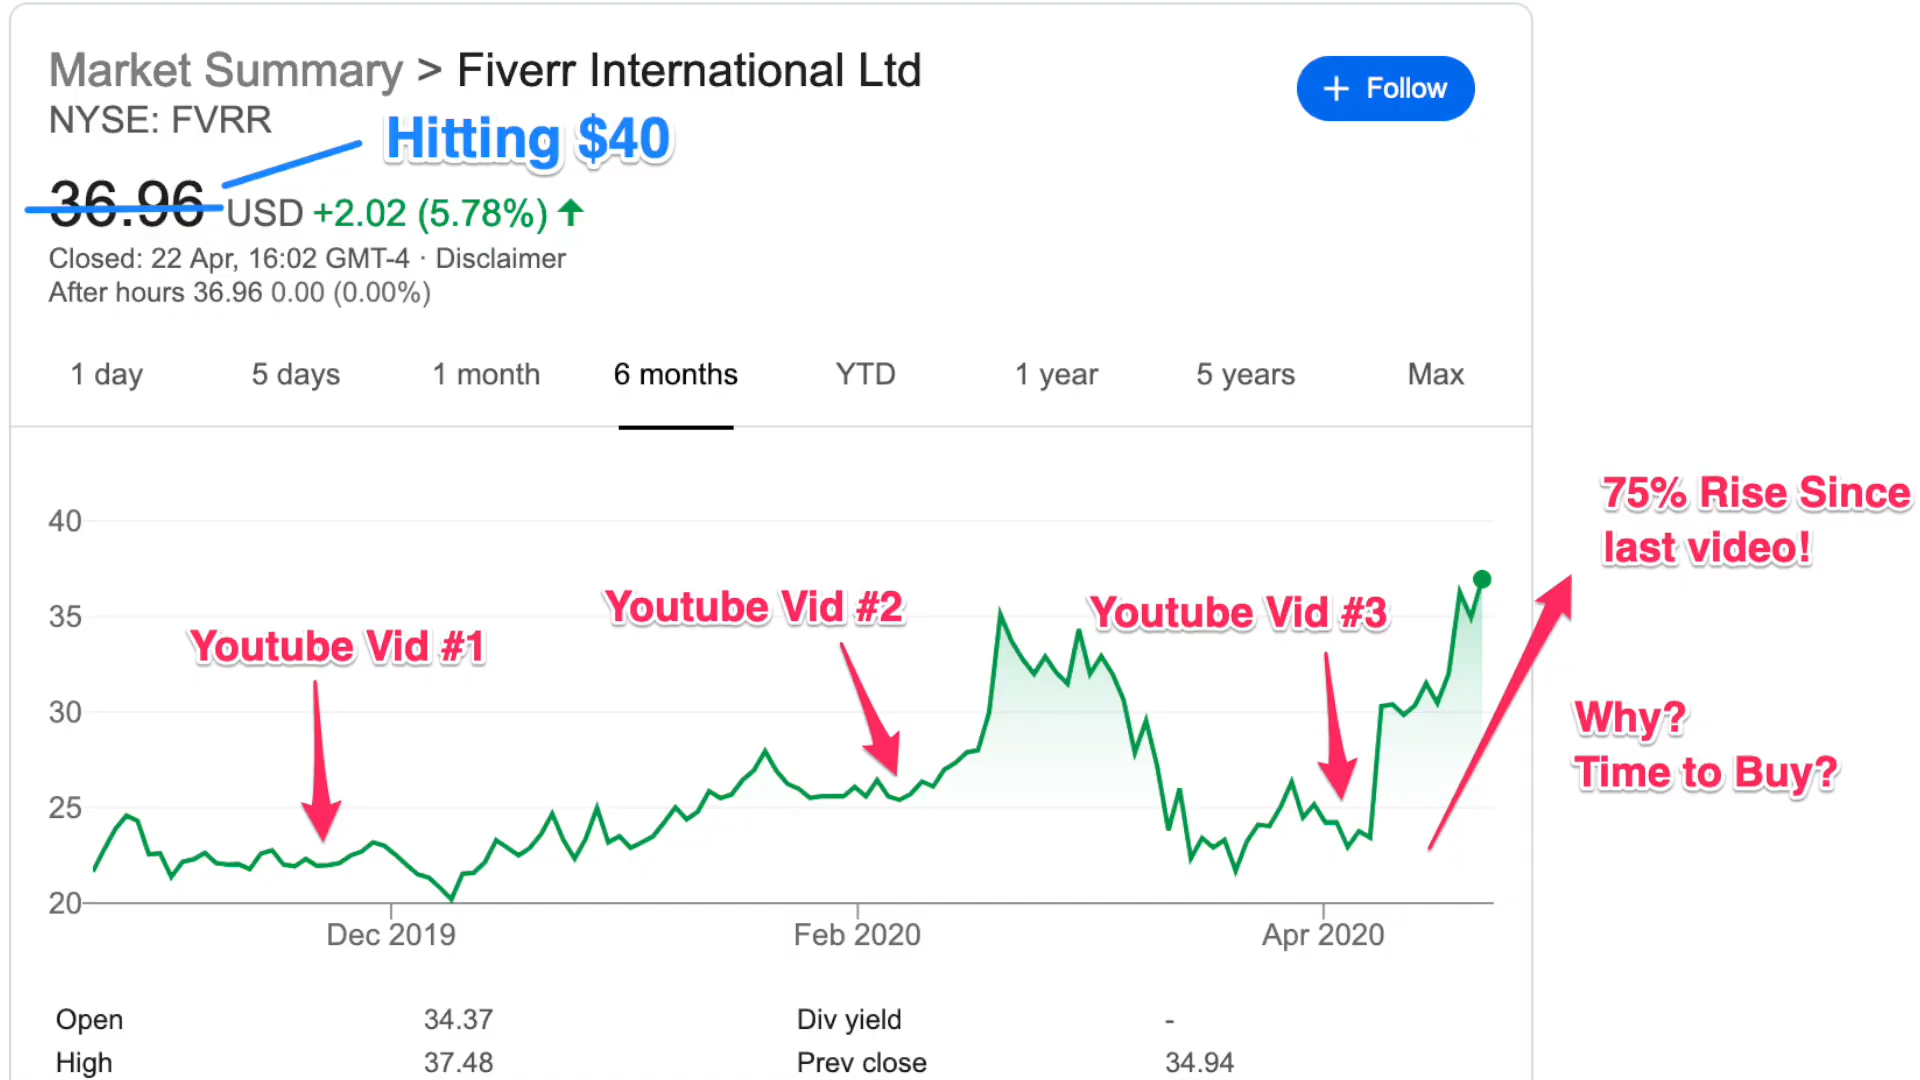 Market Summary > Fiverr International Ltd
+ Follow
NYSE: FVRR
Hitting $40
36.96 USD +2.02 (5.78%)
Closed: 22 Apr, 16:02 GMT-4 · Disclaimer
After hours 36.96 0.00 (0.00%)
1 day 5 days 1 month 6 months YTD 1 year 5 years Max
75% Rise Since
last video!
Youtube Vid #1
Youtube Vid #2
Youtube Vid #3
Why?
Time to Buy?
40
35
30
25
20
Dec 2019 Feb 2020 Apr 2020
Open 34.37 Div yield -
High 37.48 Prev close 34.94